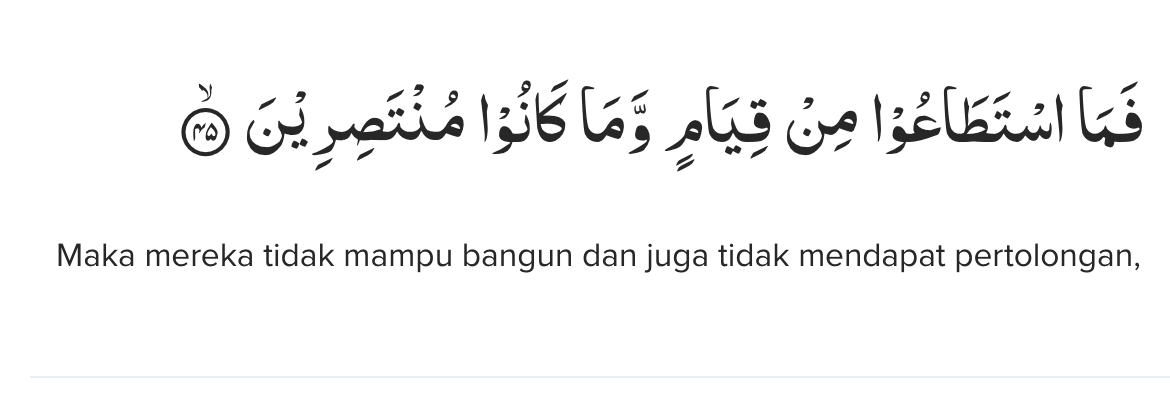 فَمَا اسْتَطَاعُوْا مِنْ قِيَامٍ وَّمَا كَانُوْا مُنْتَصِرِيْنَۙ ۝٤٥
Maka mereka tidak mampu bangun dan juga tidak mendapat pertolongan,